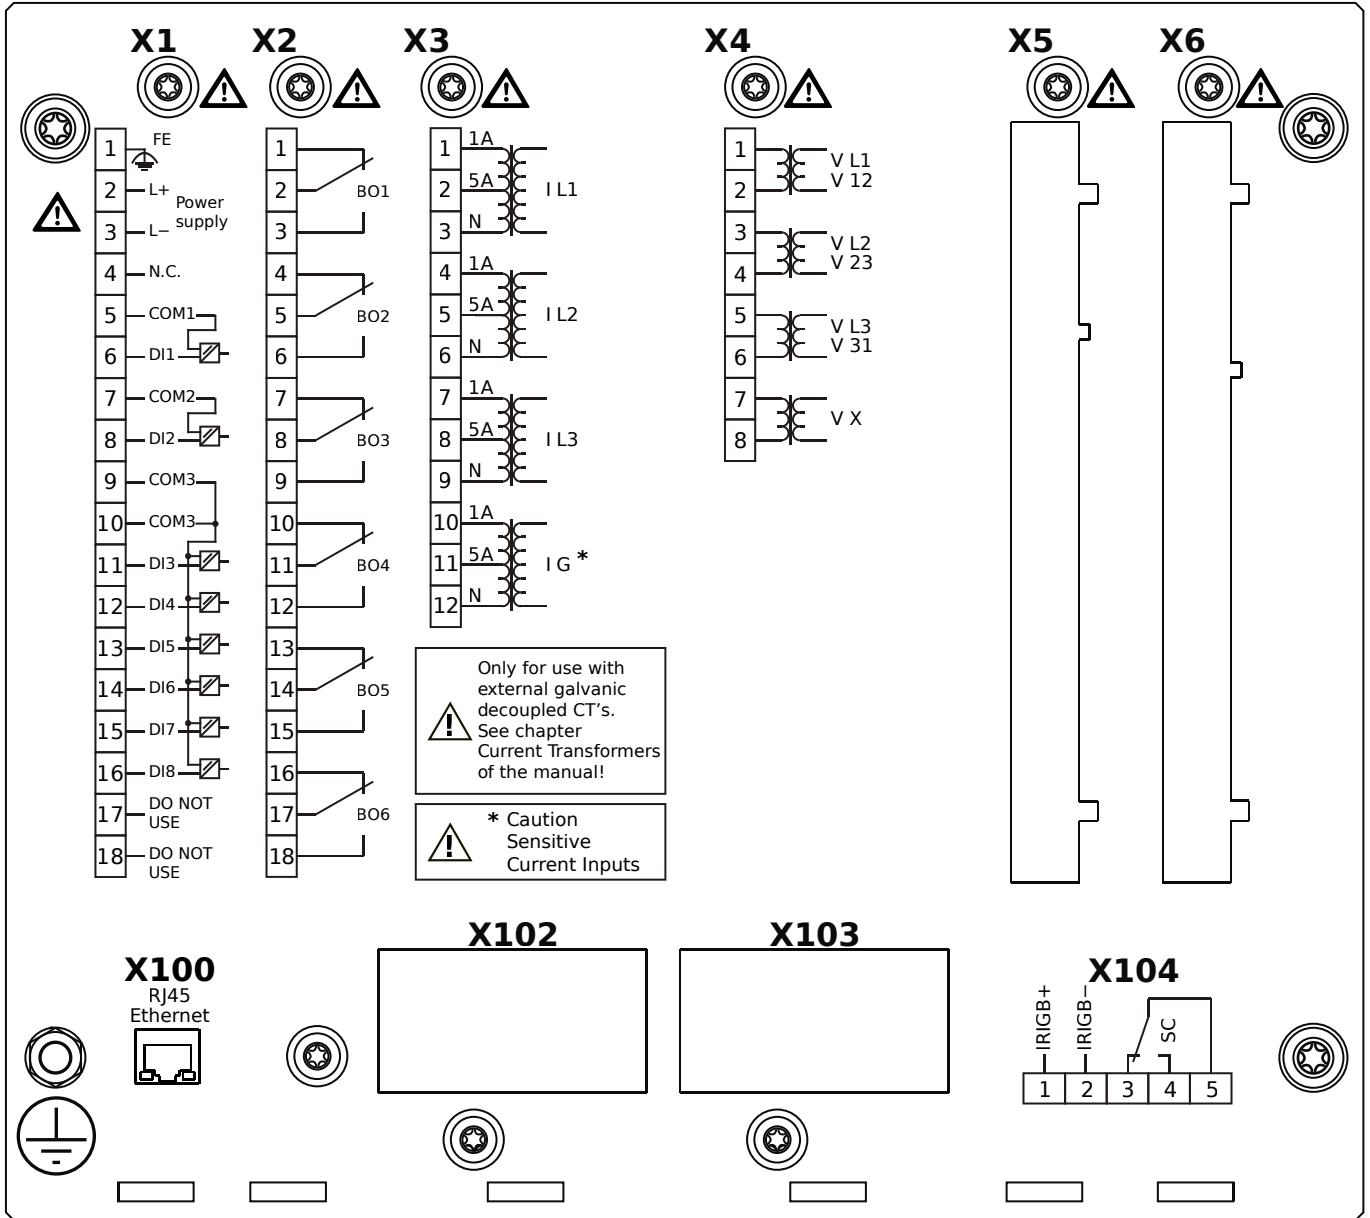 X1
X2
X3
X4
X5
X6
1 FE
2 L+
Power
supply
3 L−
4 N.C.
5 COM1
6 DI1
7 COM2
8 DI2
9 COM3
10 COM3
11 DI3
12 DI4
13 DI5
14 DI6
15 DI7
16 DI8
17 DO NOT
USE
18 DO NOT
USE
1
2 BO1
3
4
5 BO2
6
7
8 BO3
9
10
11 BO4
12
13
14 BO5
15
16
17 BO6
18
1 1A
2 5A I L1
3 N
4 1A
5 5A I L2
6 N
7 1A
8 5A I L3
9 N
10 1A
11 5A I G *
12 N
Only for use with
external galvanic
decoupled CT's.
See chapter
Current Transformers
of the manual!
* Caution
Sensitive
Current Inputs
1 V L1
2 V 12
3 V L2
4 V 23
5 V L3
6 V 31
7 V X
8
X100
RJ45
Ethernet
X102
X103
X104
IRIGB+
IRIGB−
SC
1 2 3 4 5